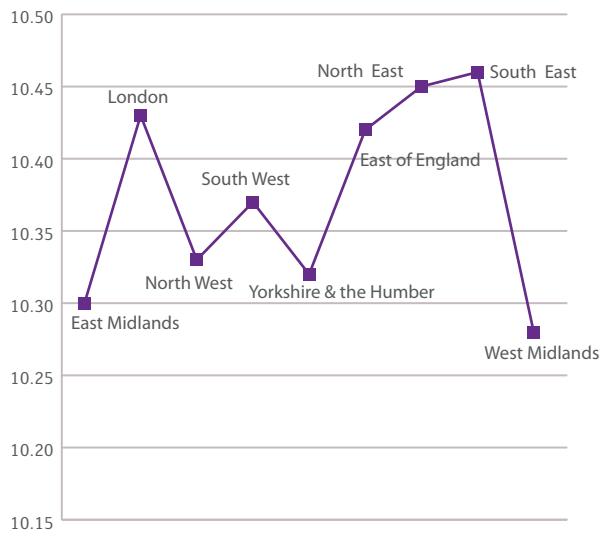 10.50
North East
South East
10.45
London
10.40
East of England
South West
10.35
North West
Yorkshire & the Humber
10.30
East Midlands
West Midlands
10.25
10.20
10.15